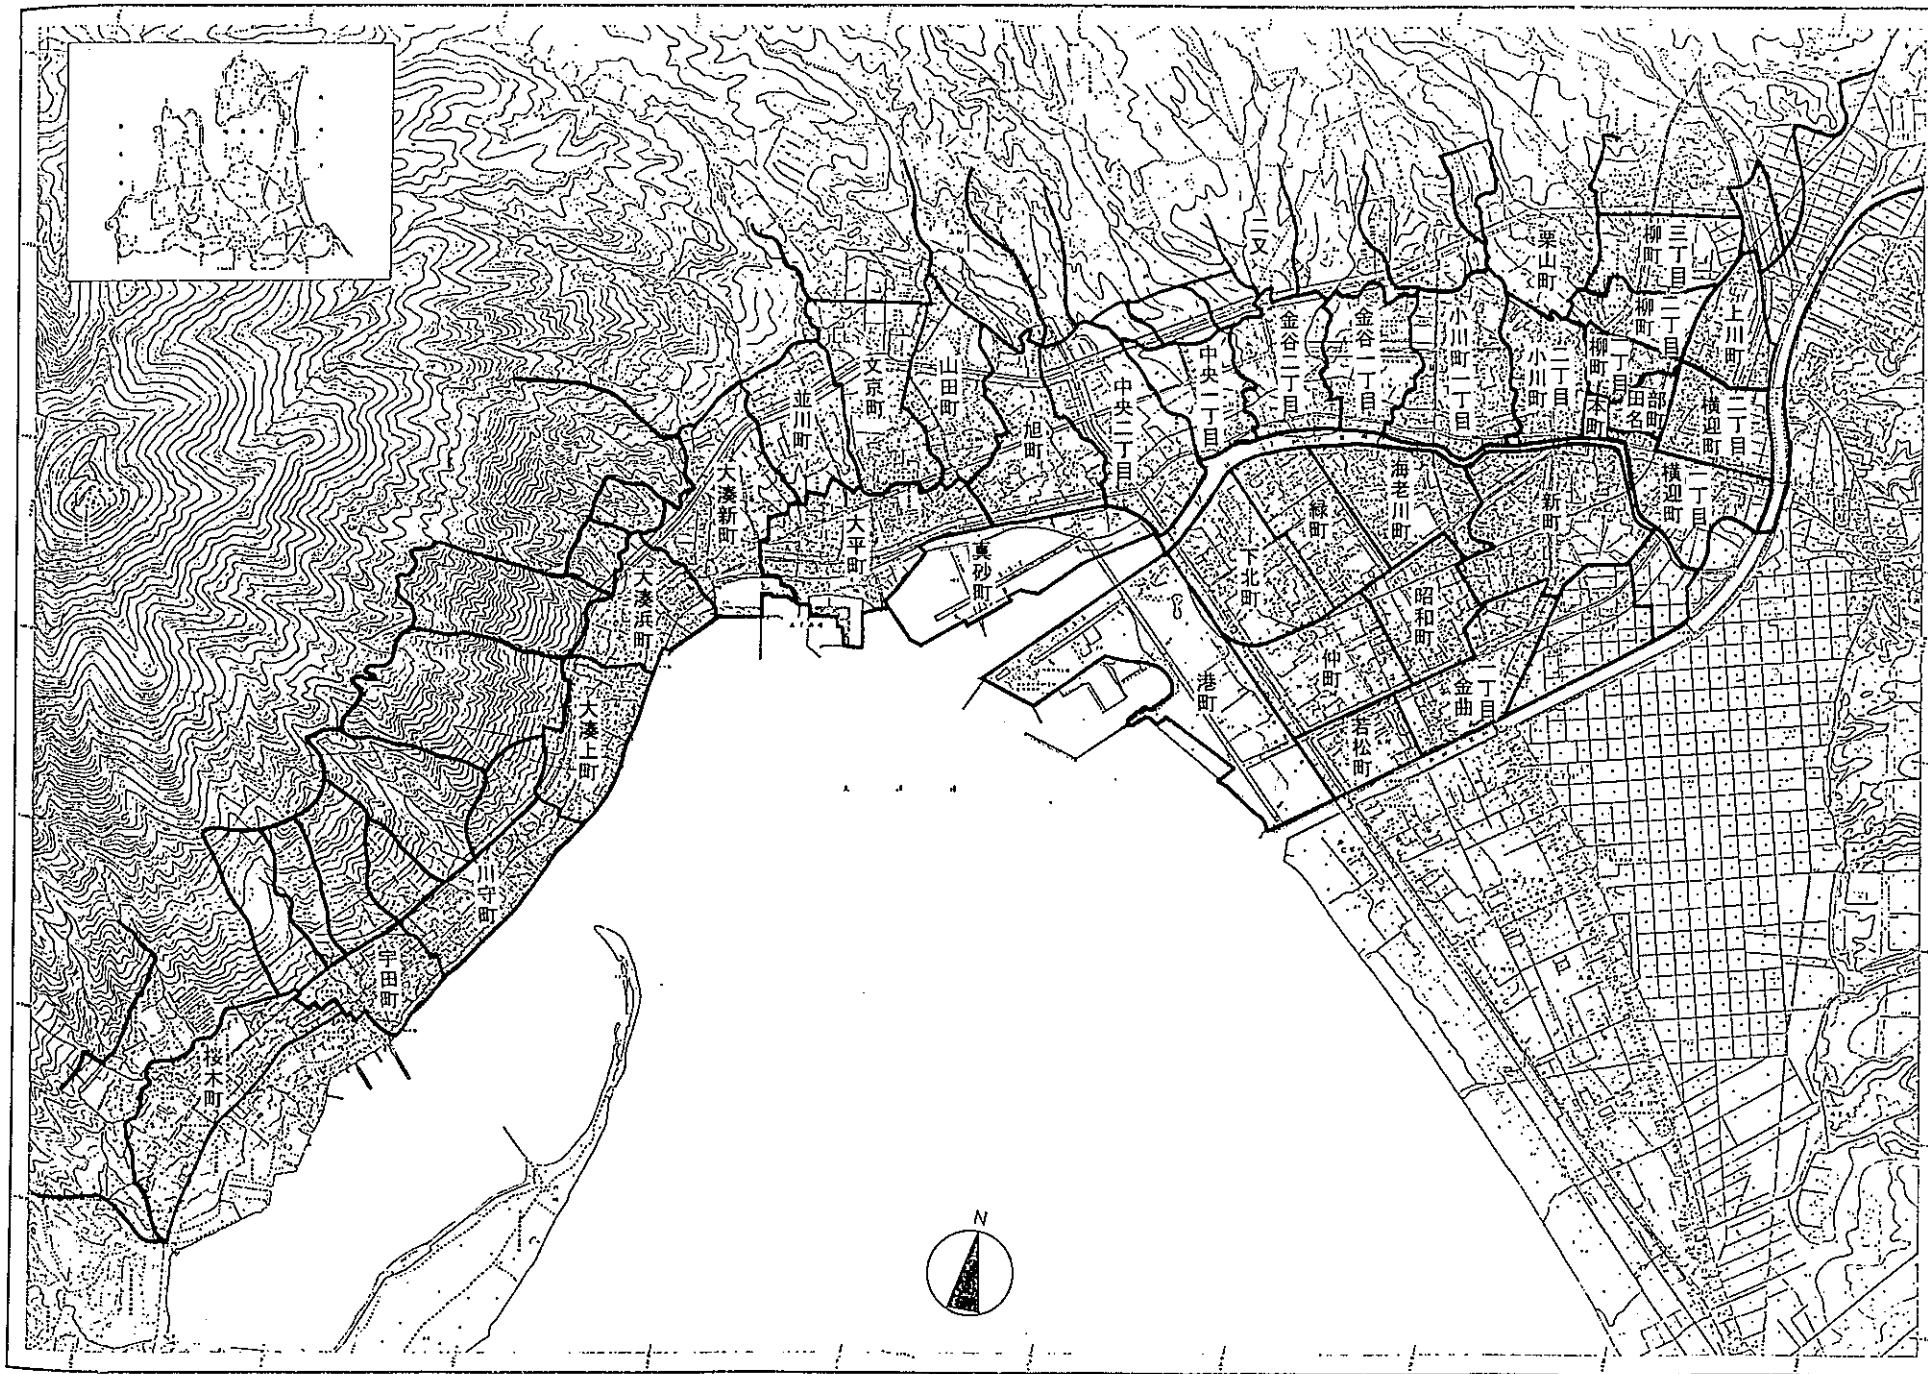 二又
栗山町
柳町三丁目
柳町二丁目
上川町
金谷二丁目
金谷一丁目
小川町一丁目
小川町二丁目
柳町一丁目
本町
田名部町
横迎町二丁目
横迎町一丁目
中央一丁目
中央二丁目
旭町
山田町
文京町
並川町
大湊新町
大平町
真砂町
大湊浜町
大湊上町
川守町
宇田町
桜木町
海老川町
緑町
新町
下北町
昭和町
仲町
港町
若松町
金曲一丁目
N